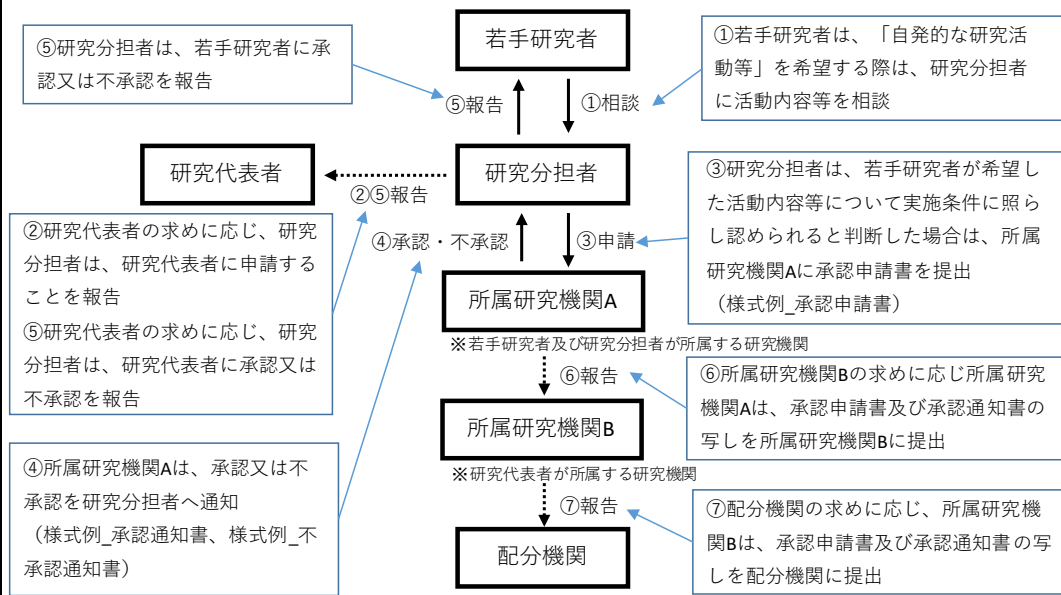 ⑤研究分担者は、若手研究者に承
認又は不承認を報告
若手研究者
①若手研究者は、「自発的な研究活
動等」を希望する際は、研究分担者
に活動内容等を相談
⑤報告
①相談
研究代表者
②⑤報告
研究分担者
③研究分担者は、若手研究者が希望し
た活動内容等について実施条件に照ら
し認められると判断した場合は、所属
研究機関Aに承認申請書を提出
（様式例_承認申請書）
②研究代表者の求めに応じ、研究
分担者は、研究代表者に申請する
ことを報告
⑤研究代表者の求めに応じ、研究
分担者は、研究代表者に承認又は
不承認を報告
④承認・不承認
③申請
所属研究機関A
※若手研究者及び研究分担者が所属する研究機関
⑥報告
⑥所属研究機関Bの求めに応じ所属研究
機関Aは、承認申請書及び承認通知書の
写しを所属研究機関Bに提出
所属研究機関B
※研究代表者が所属する研究機関
④所属研究機関Aは、承認又は不
承認を研究分担者へ通知
（様式例_承認通知書、様式例_不
承認通知書）
⑦報告
⑦配分機関の求めに応じ、所属研究機
関Bは、承認申請書及び承認通知書の写
しを配分機関に提出
配分機関